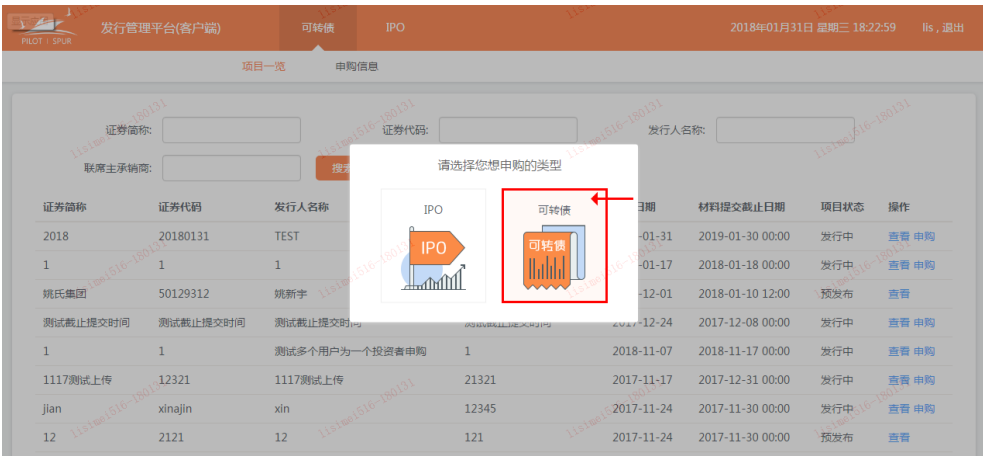 PILOT | SPUR 发行管理平台(客户端) 可转债 IPO 2018年01月31日 星期三 18:22:59 lis , 退出
项目一览 申购信息
证券简称: 证券代码: 发行人名称:
联席主承销商: 搜索
请选择您想申购的类型
IPO 可转债
IPO 可转债
证券简称 证券代码 发行人名称 日期 材料提交截止日期 项目状态 操作
2018 20180131 TEST -01-31 2019-01-30 00:00 发行中 查看 申购
1 1 1 -01-17 2018-01-18 00:00 发行中 查看 申购
姚氏集团 50129312 姚新宇 -12-01 2018-01-10 12:00 预发布 查看
测试截止提交时间 测试截止提交时间 测试截止提交时间 测试截止提交时间 2017-12-24 2017-12-08 00:00 发行中 查看 申购
1 1 测试多个用户为一个投资者申购 1 2018-11-07 2018-11-17 00:00 发行中 查看 申购
1117测试上传 12321 1117测试上传 21321 2017-11-17 2017-12-31 00:00 发行中 查看 申购
jian xinajin xin 12345 2017-11-24 2017-11-30 00:00 发行中 查看 申购
12 2121 12 121 2017-11-24 2017-11-30 00:00 预发布 查看